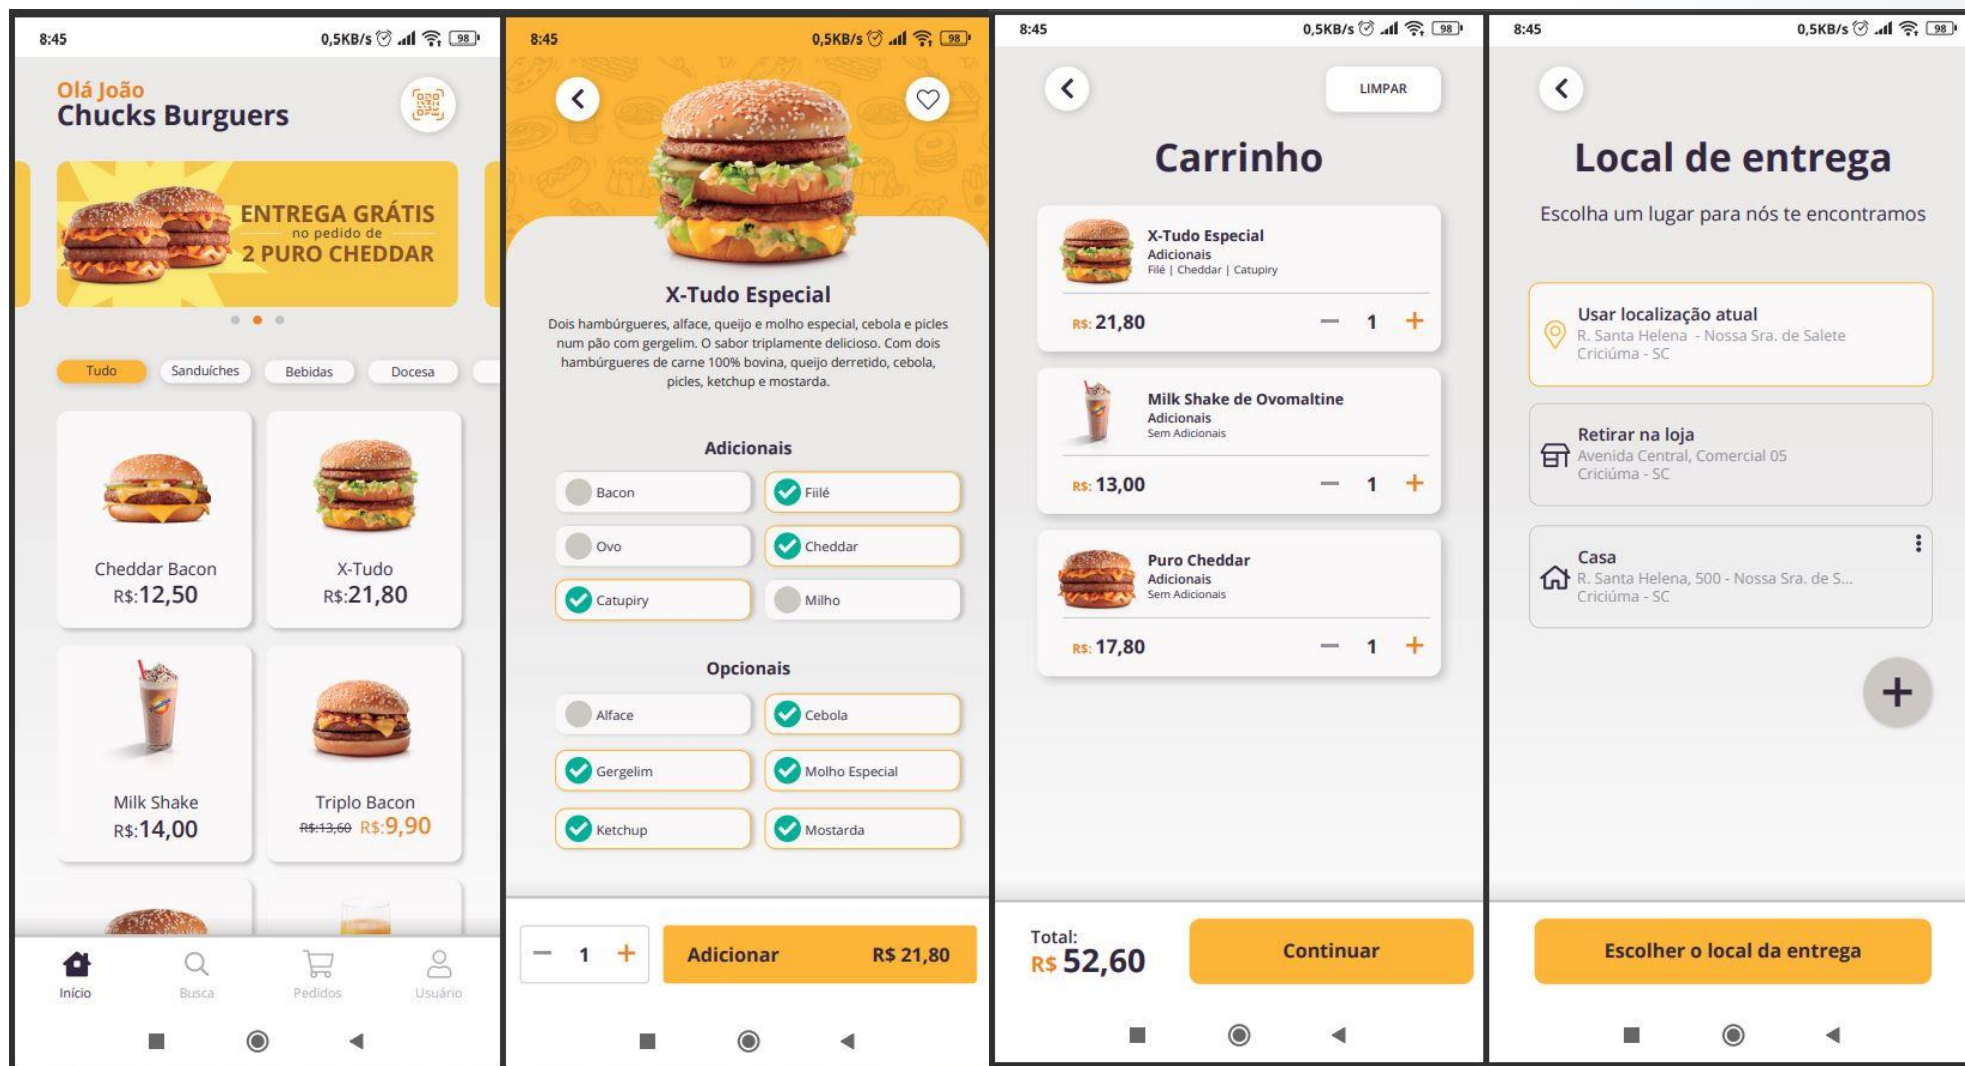 8:45
0,5KB/s
98
Olá João
Chucks Burguers
ENTREGA GRÁTIS
no pedido de
2 PURO CHEDDAR
Tudo
Sanduíches
Bebidas
Docesa
Cheddar Bacon
R$:12,50
X-Tudo
R$:21,80
Milk Shake
R$:14,00
Triplo Bacon
R$:13,60 R$:9,90
Início
Busca
Pedidos
Usuário
8:45
0,5KB/s
98
X-Tudo Especial
Dois hambúrgueres, alface, queijo e molho especial, cebola e picles
num pão com gergelim. O sabor triplamente delicioso. Com dois
hambúrgueres de carne 100% bovina, queijo derretido, cebola,
picles, ketchup e mostarda.
Adicionais
Bacon
Fiilé
Ovo
Cheddar
Catupiry
Milho
Opcionais
Alface
Cebola
Gergelim
Molho Especial
Ketchup
Mostarda
1
Adicionar
R$ 21,80
8:45
0,5KB/s
98
LIMPAR
Carrinho
X-Tudo Especial
Adicionais
Filé | Cheddar | Catupiry
R$: 21,80
1
Milk Shake de Ovomaltine
Adicionais
Sem Adicionais
R$: 13,00
1
Puro Cheddar
Adicionais
Sem Adicionais
R$: 17,80
1
Total:
R$ 52,60
Continuar
8:45
0,5KB/s
98
Local de entrega
Escolha um lugar para nós te encontramos
Usar localização atual
R. Santa Helena - Nossa Sra. de Salete
Criciúma - SC
Retirar na loja
Avenida Central, Comercial 05
Criciúma - SC
Casa
R. Santa Helena, 500 - Nossa Sra. de S...
Criciúma - SC
Escolher o local da entrega